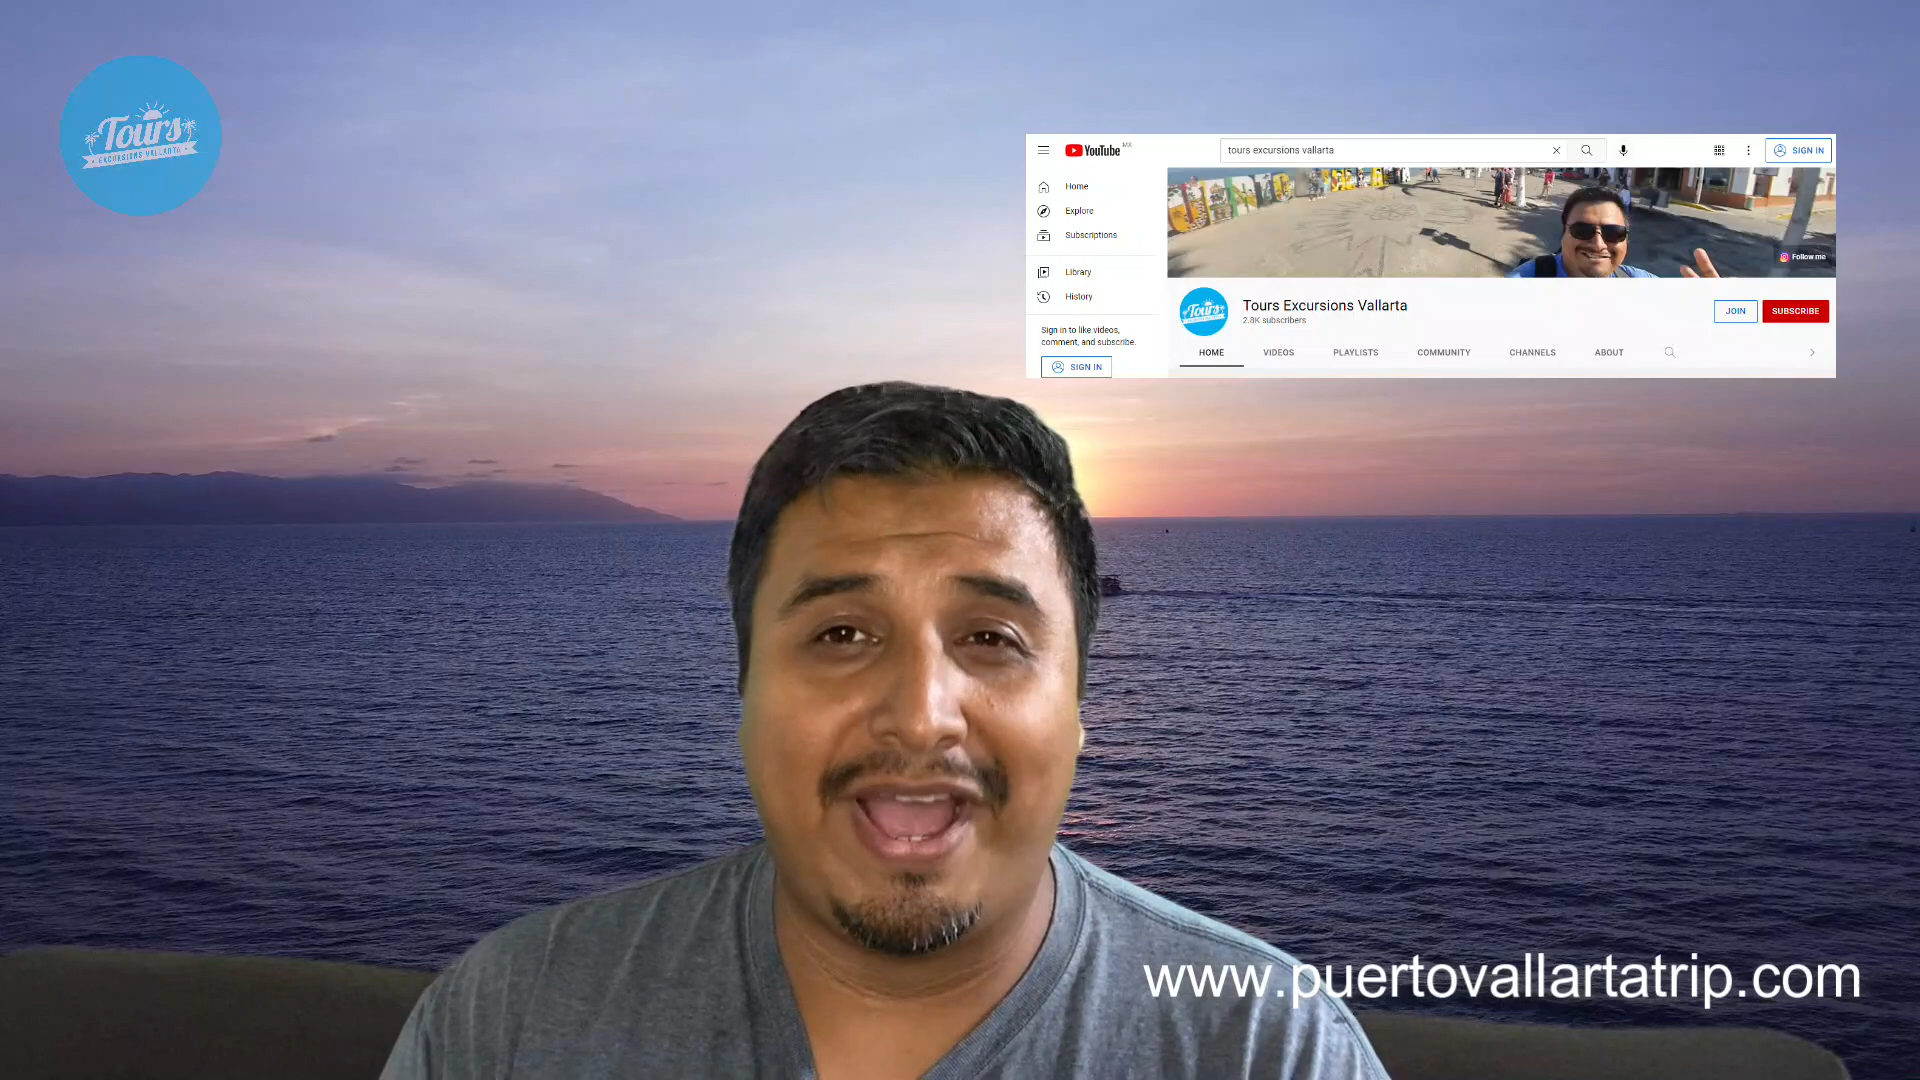 Tours
EXCURSIONS VALLARTA
YouTube MX
tours excursions vallarta
SIGN IN
Home
Explore
Subscriptions
Library
History
Sign in to like videos,
comment, and subscribe.
SIGN IN
Follow me
Tours
Tours Excursions Vallarta
2.8K subscribers
JOIN
SUBSCRIBE
HOME
VIDEOS
PLAYLISTS
COMMUNITY
CHANNELS
ABOUT
www.puertovallartatrip.com